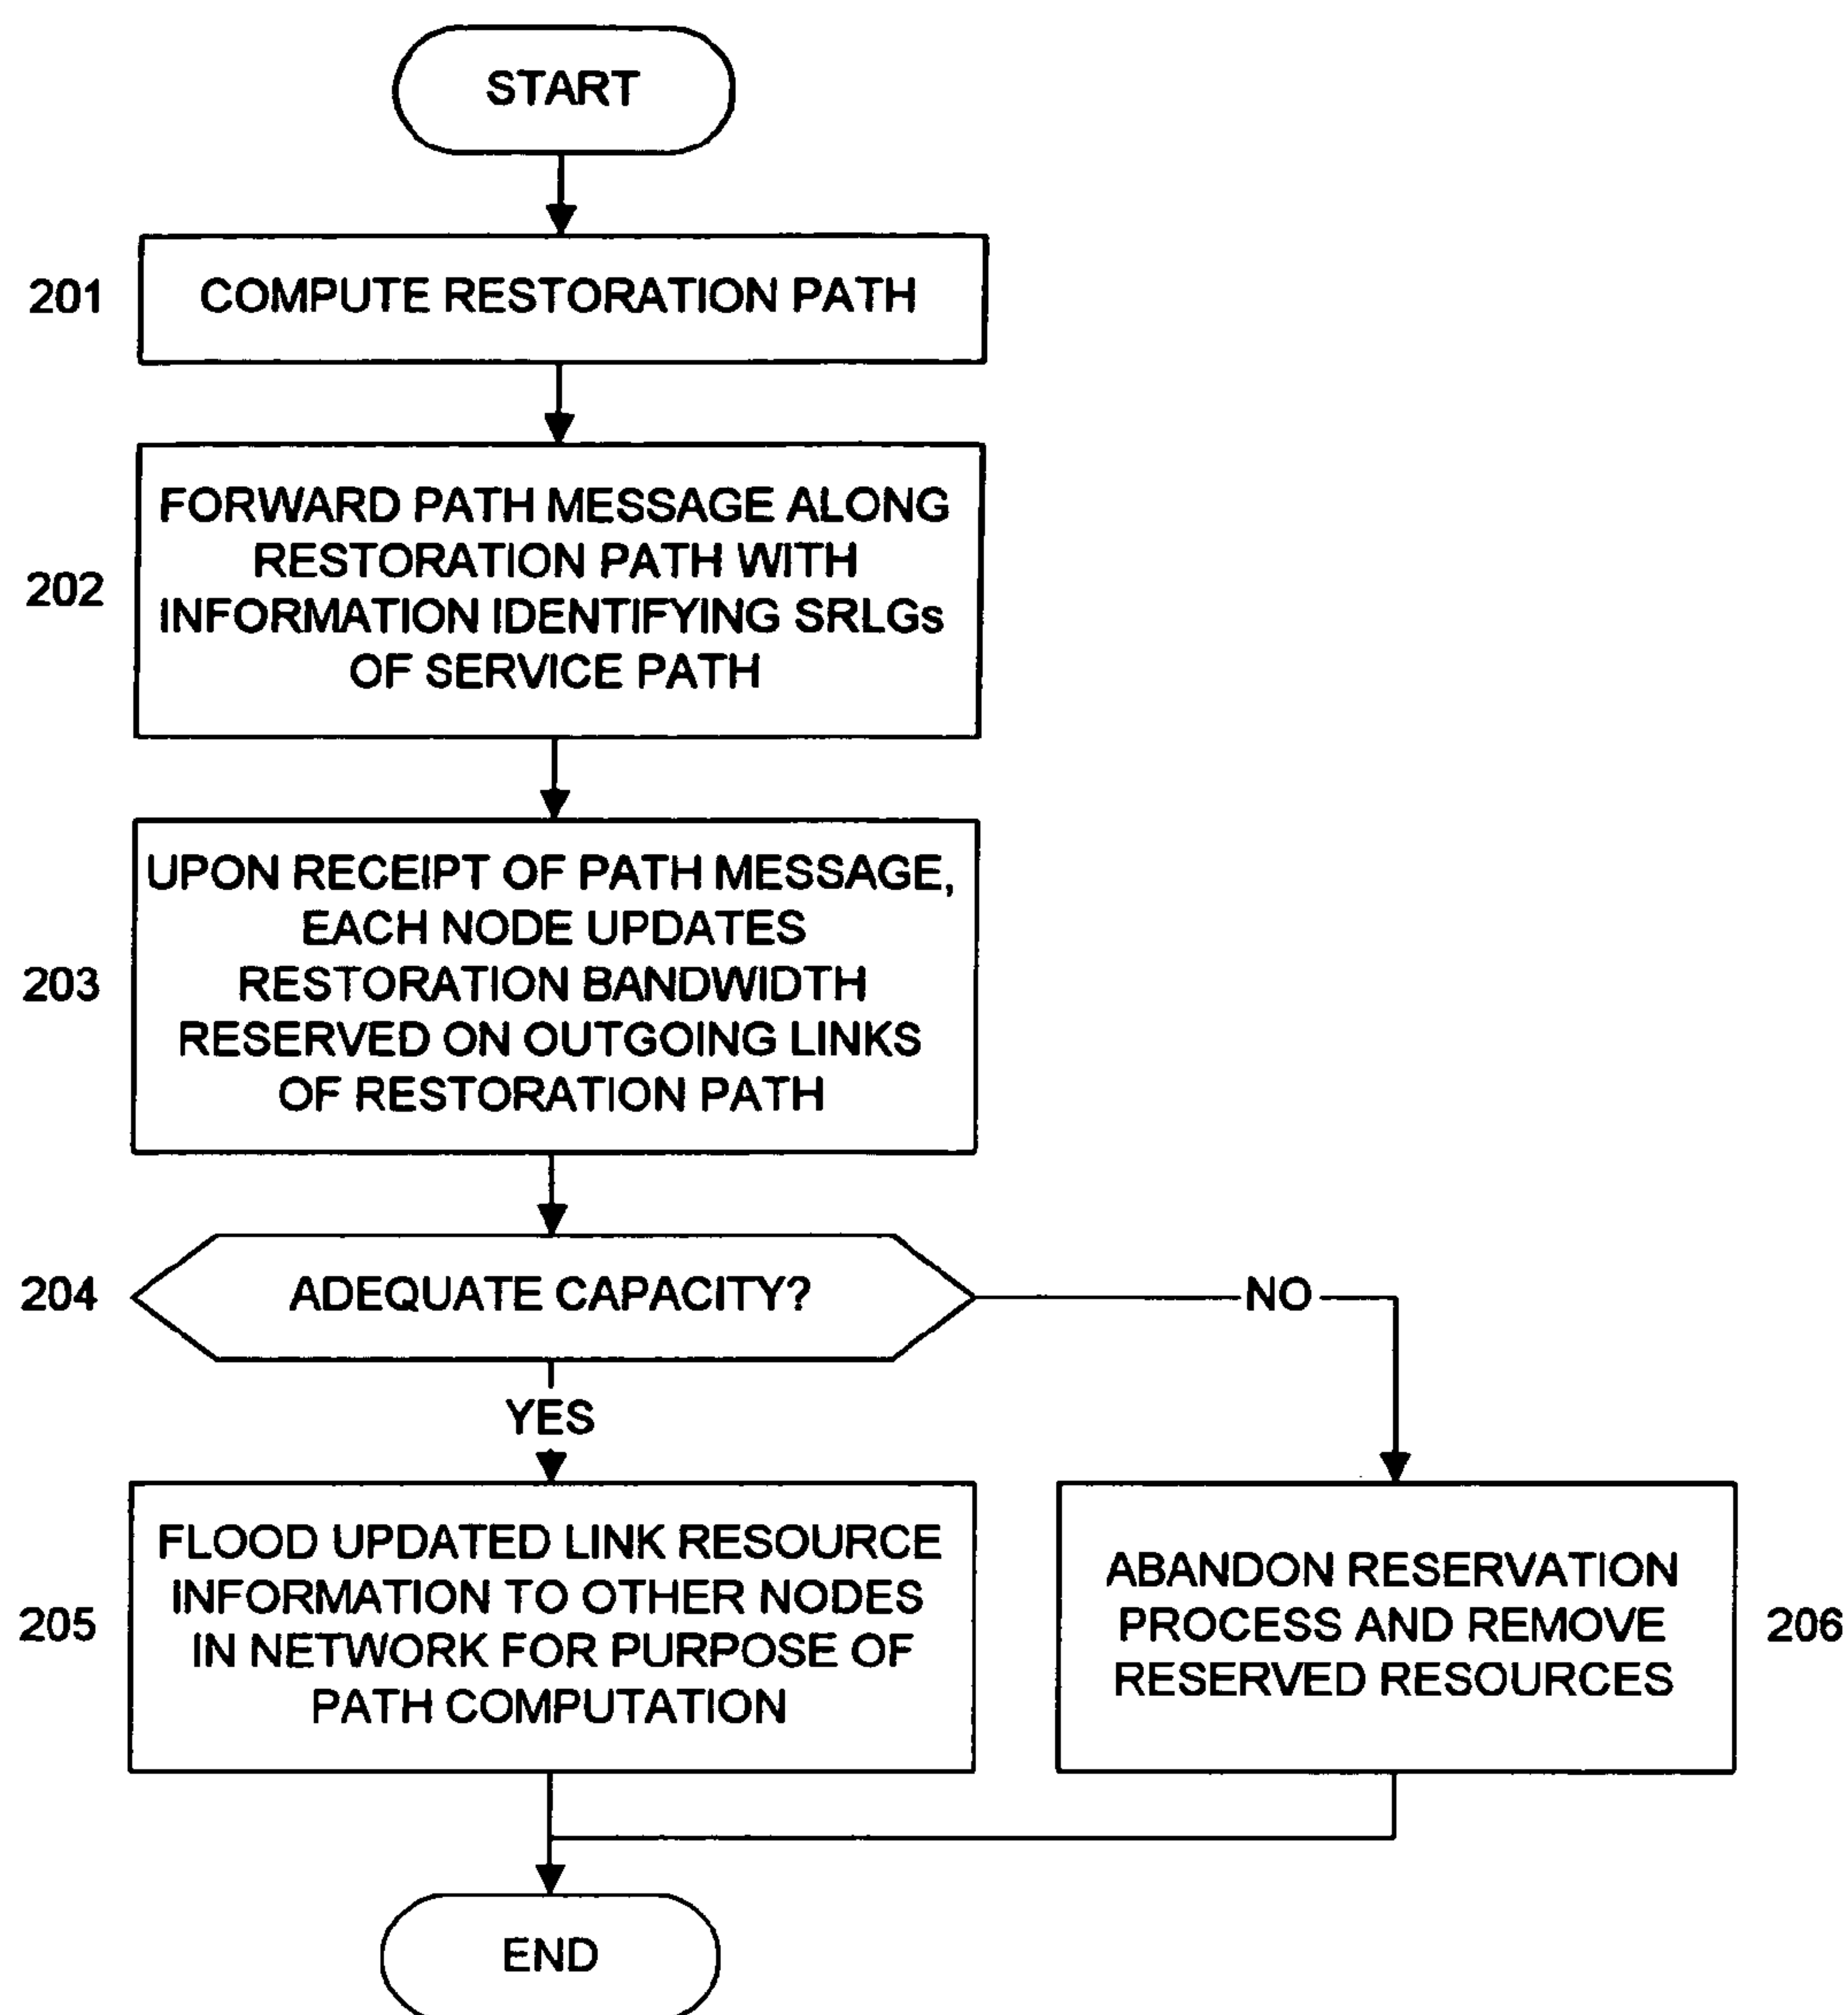 START
201
COMPUTE RESTORATION PATH
202
FORWARD PATH MESSAGE ALONG
RESTORATION PATH WITH
INFORMATION IDENTIFYING SRLGs
OF SERVICE PATH
203
UPON RECEIPT OF PATH MESSAGE,
EACH NODE UPDATES
RESTORATION BANDWIDTH
RESERVED ON OUTGOING LINKS
OF RESTORATION PATH
204
ADEQUATE CAPACITY?
NO
YES
205
FLOOD UPDATED LINK RESOURCE
INFORMATION TO OTHER NODES
IN NETWORK FOR PURPOSE OF
PATH COMPUTATION
ABANDON RESERVATION
PROCESS AND REMOVE
RESERVED RESOURCES
206
END